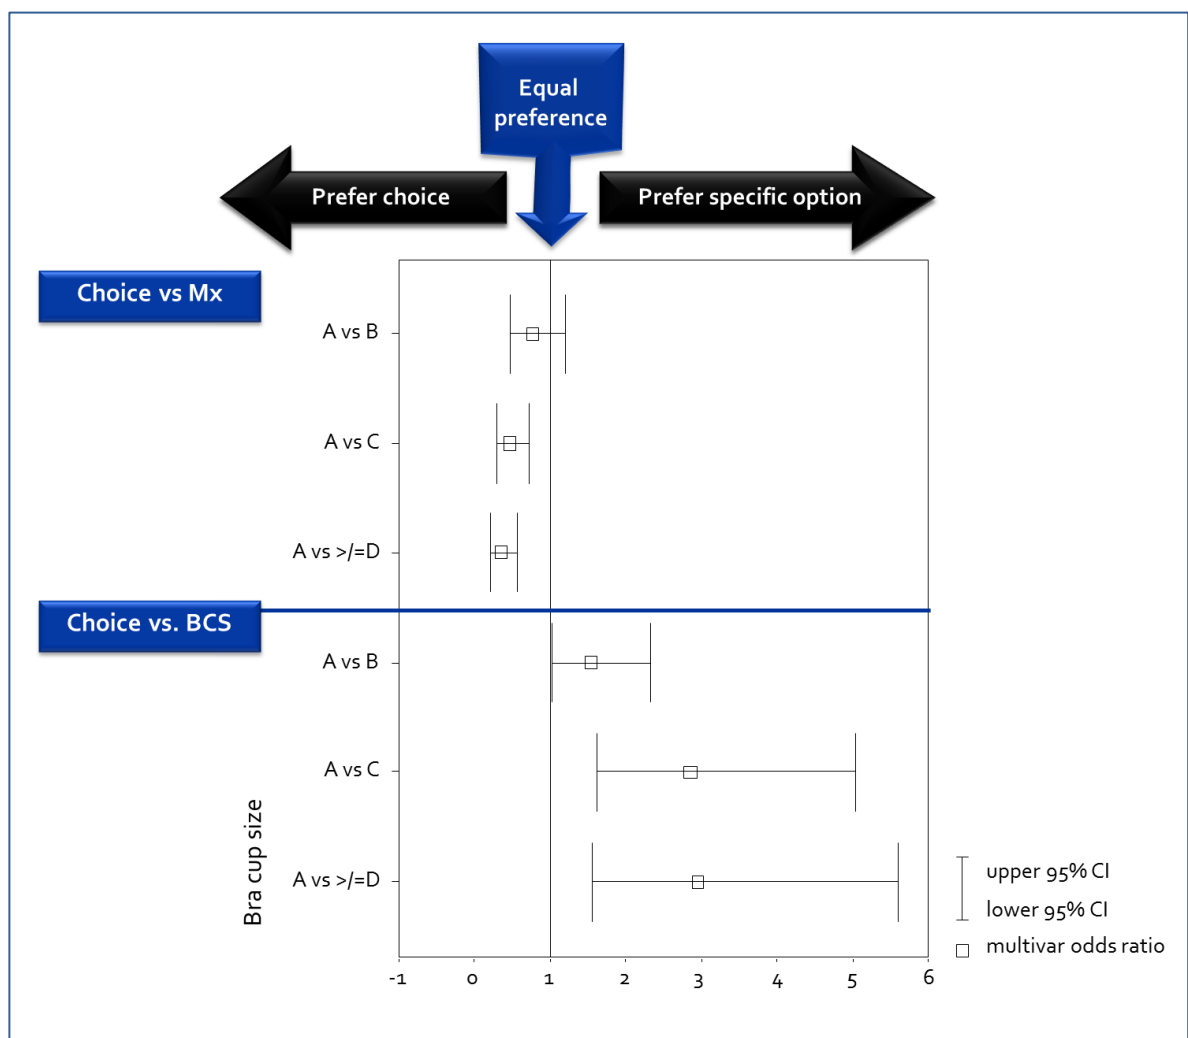 Equal
preference
Prefer choice
Prefer specific option
Choice vs Mx
A vs B
A vs C
A vs >/=D
Choice vs. BCS
A vs B
A vs C
A vs >/=D
Bra cup size
-1 0 1 2 3 4 5 6
upper 95% CI
lower 95% CI
multivar odds ratio